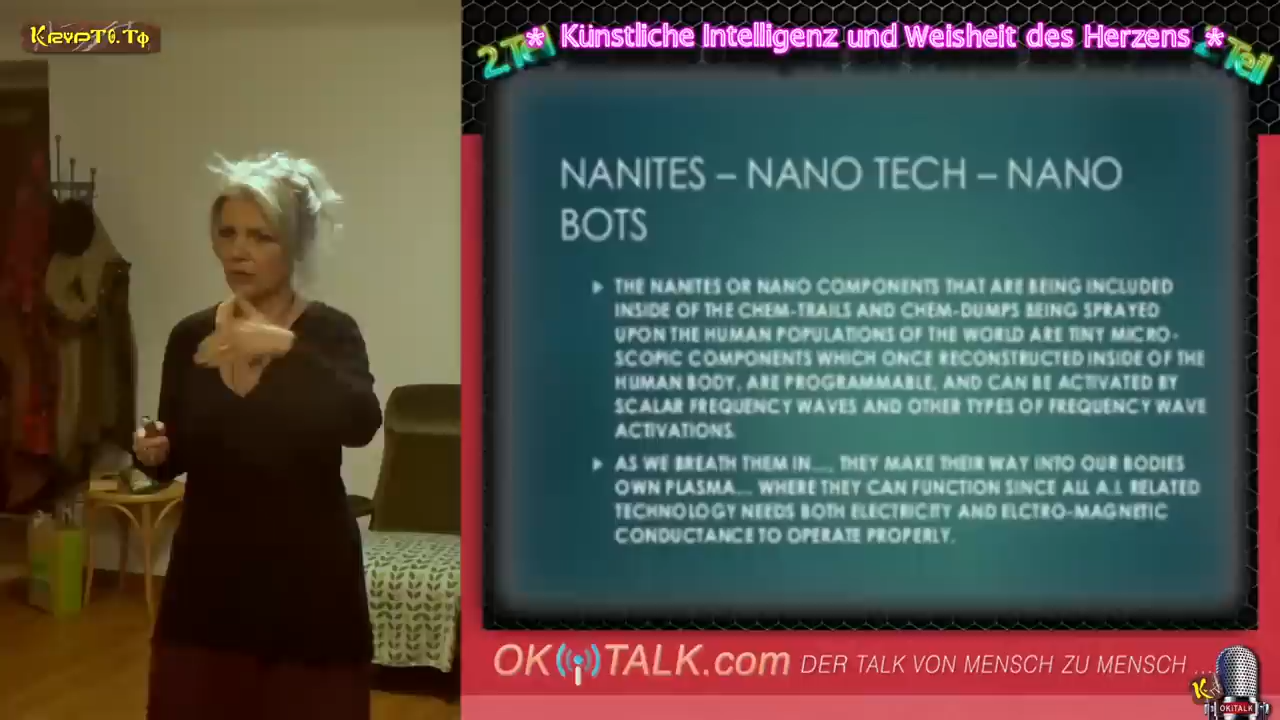 KrypT0.Tφ
* Künstliche Intelligenz und Weisheit des Herzens *
2.Teil
Teil
NANITES – NANO TECH – NANO
BOTS
THE NANITES OR NANO COMPONENTS THAT ARE BEING INCLUDED
INSIDE OF THE CHEM-TRAILS AND CHEM-DUMPS BEING SPRAYED
UPON THE HUMAN POPULATIONS OF THE WORLD ARE TINY MICRO-
SCOPIC COMPONENTS WHICH ONCE RECONSTRUCTED INSIDE OF THE
HUMAN BODY, ARE PROGRAMMABLE, AND CAN BE ACTIVATED BY
SCALAR FREQUENCY WAVES AND OTHER TYPES OF FREQUENCY WAVE
ACTIVATIONS.
AS WE BREATH THEM IN...., THEY MAKE THEIR WAY INTO OUR BODIES
OWN PLASMA.... WHERE THEY CAN FUNCTION SINCE ALL A.I. RELATED
TECHNOLOGY NEEDS BOTH ELECTRICITY AND ELCTRO-MAGNETIC
CONDUCTANCE TO OPERATE PROPERLY.
OK TALK.com DER TALK VON MENSCH ZU MENSCH ...
OKiTALK